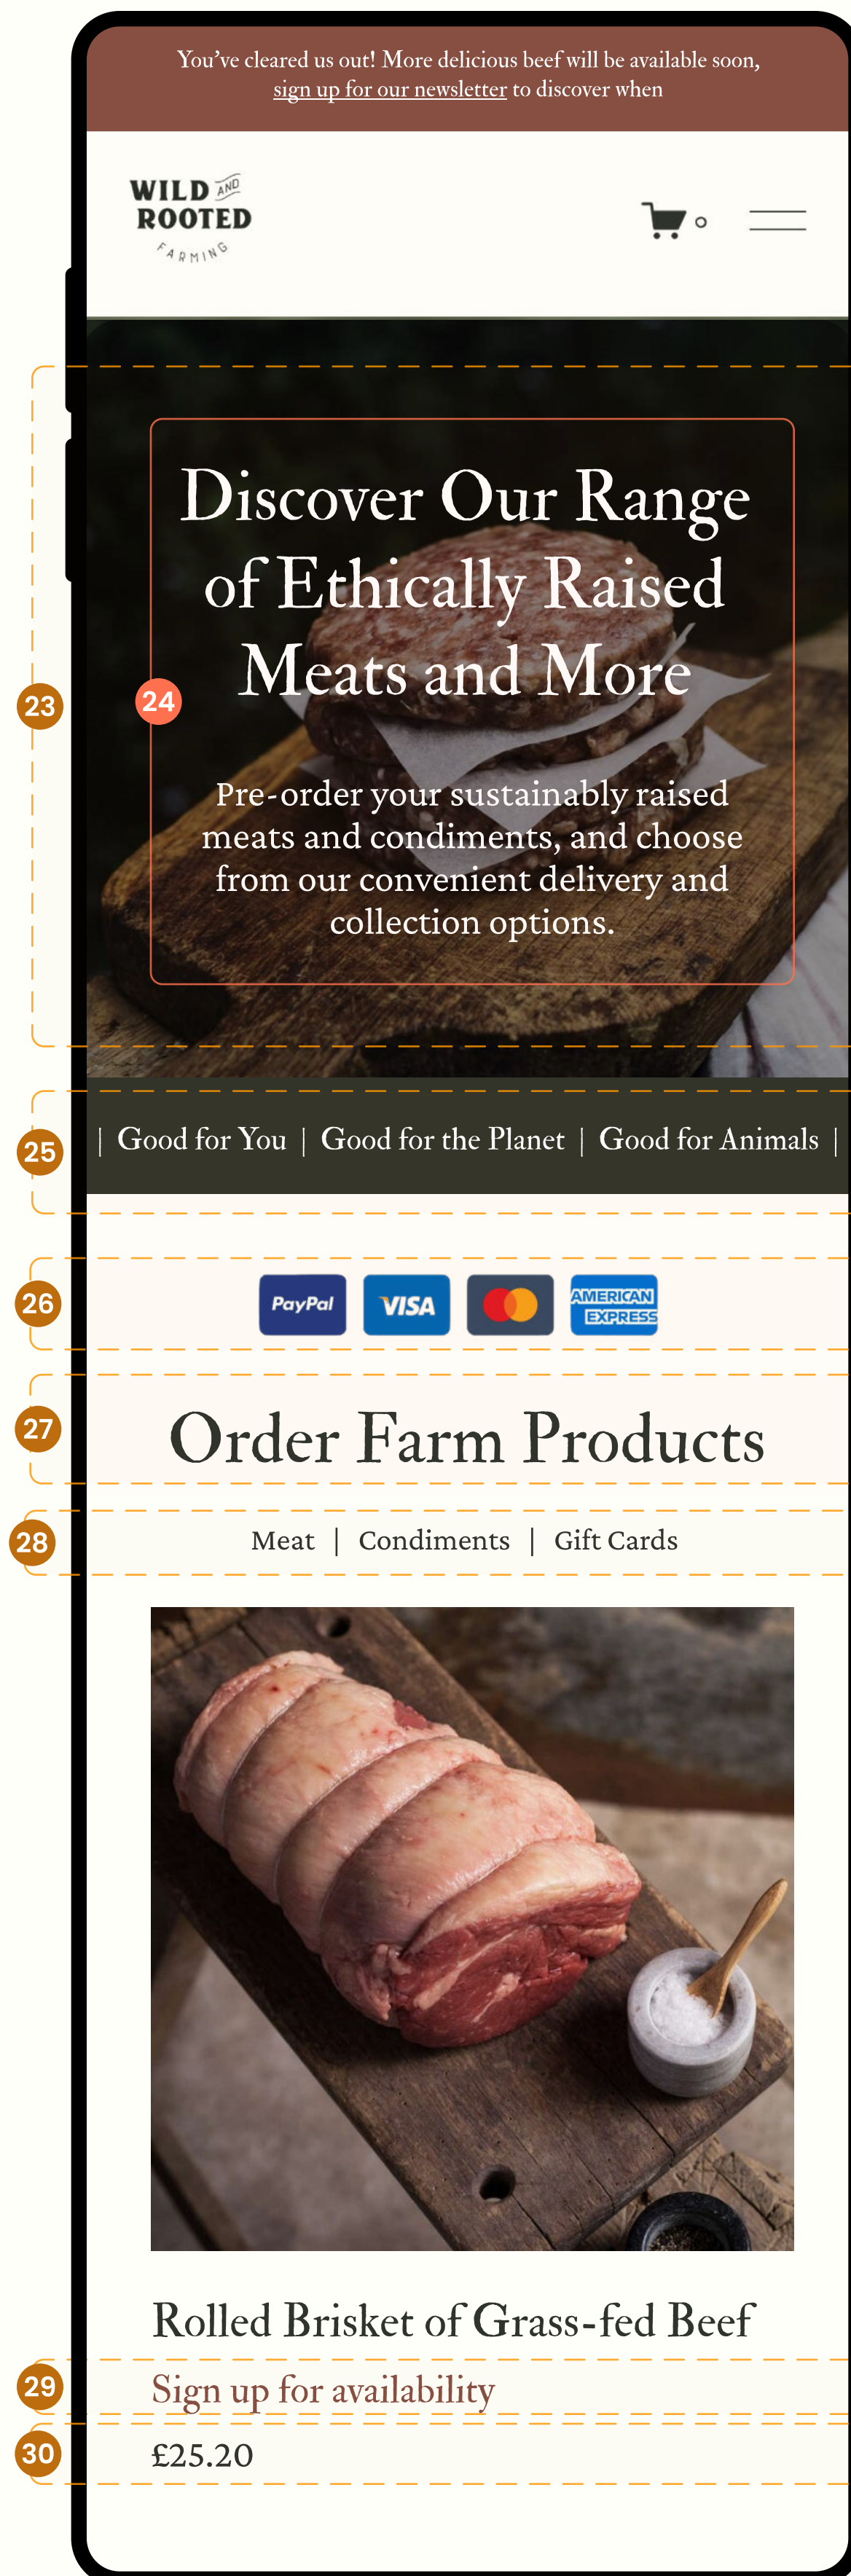 You've cleared us out! More delicious beef will be available soon,
sign up for our newsletter to discover when
WILD AND
ROOTED
FARMING
0
Discover Our Range
of Ethically Raised
Meats and More
23
24
Pre-order your sustainably raised
meats and condiments, and choose
from our convenient delivery and
collection options.
25
| Good for You | Good for the Planet | Good for Animals |
26
PayPal VISA AMERICAN
EXPRESS
27
Order Farm Products
28
Meat | Condiments | Gift Cards
Rolled Brisket of Grass-fed Beef
29
Sign up for availability
30
£25.20